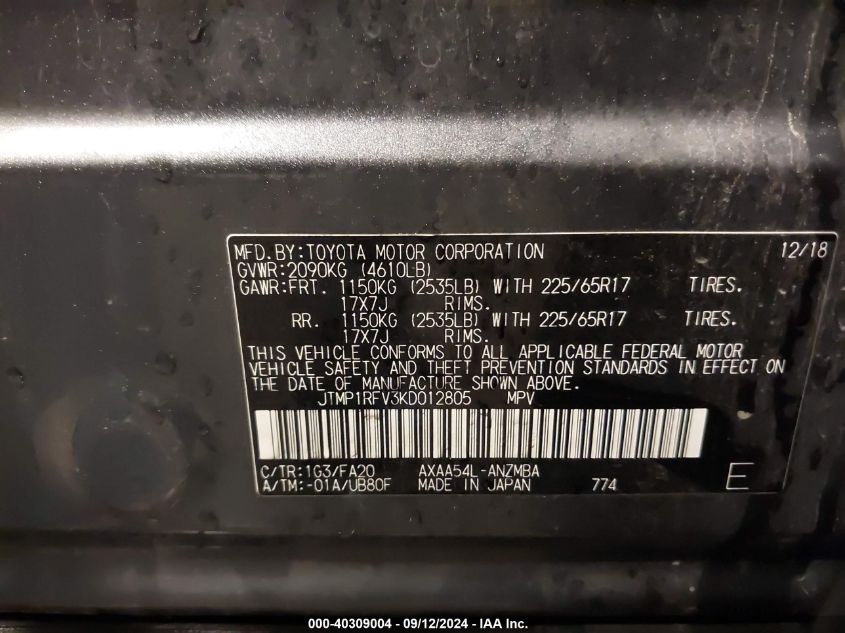 MFD.BY:TOYOTA MOTOR CORPORATION 12/18
GVWR:2090KG (4610LB)
GAWR:FRT. 1150KG (2535LB) WITH 225/65R17 TIRES.
17X7J RIMS.
RR. 1150KG (2535LB) WITH 225/65R17 TIRES.
17X7J RIMS.
THIS VEHICLE CONFORMS TO ALL APPLICABLE FEDERAL MOTOR
VEHICLE SAFETY AND THEFT PREVENTION STANDARDS IN EFFECT ON
THE DATE OF MANUFACTURE SHOWN ABOVE.
JTMP1RFV3KD012805 MPV
C/TR:1G3/FA20 AXAA54L-ANZMBA
A/TM:-01A/UB80F MADE IN JAPAN 774 E
000-40309004 - 09/12/2024 - IAA Inc.